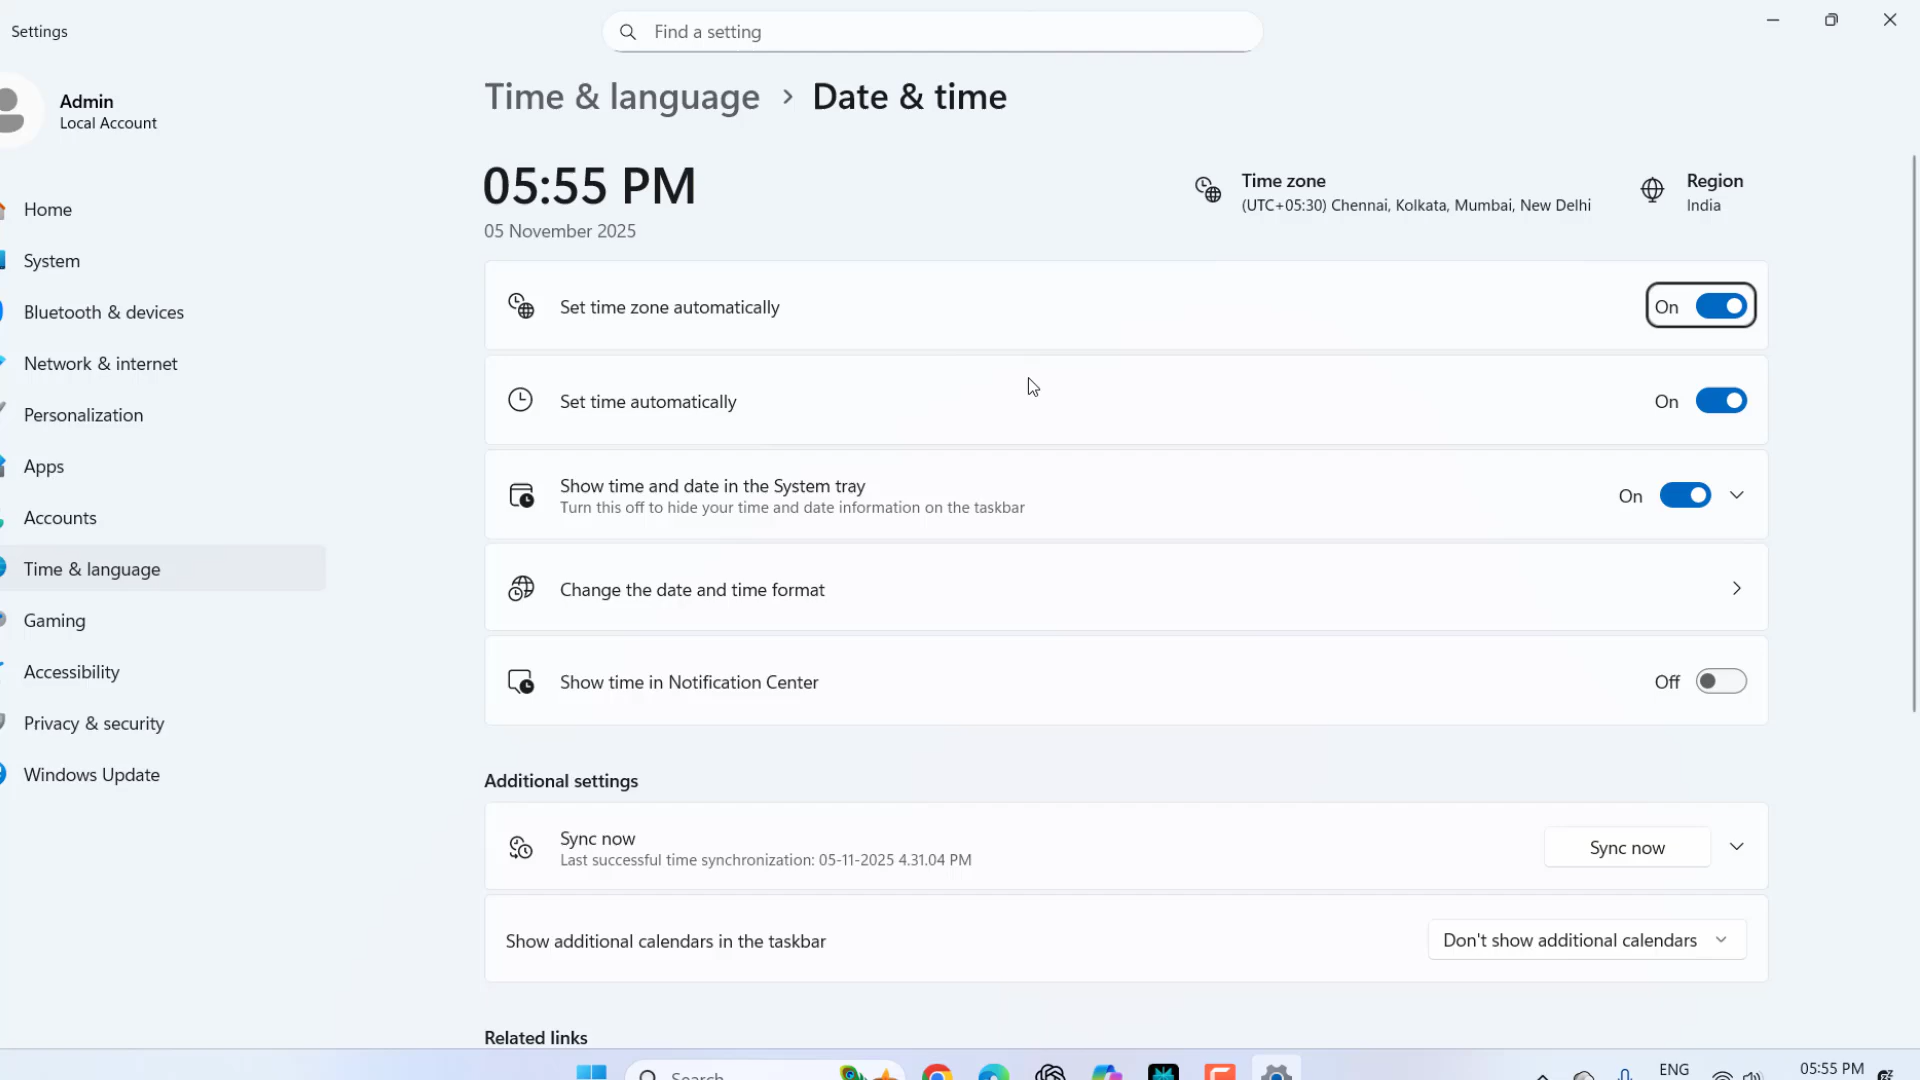 Settings
Find a setting
Admin
Local Account
Home
System
Bluetooth & devices
Network & internet
Personalization
Apps
Accounts
Time & language
Gaming
Accessibility
Privacy & security
Windows Update
Time & language > Date & time
05:55 PM
05 November 2025
Time zone
(UTC+05:30) Chennai, Kolkata, Mumbai, New Delhi
Region
India
Set time zone automatically
On
Set time automatically
On
Show time and date in the System tray
Turn this off to hide your time and date information on the taskbar
On
Change the date and time format
Show time in Notification Center
Off
Additional settings
Sync now
Last successful time synchronization: 05-11-2025 4.31.04 PM
Sync now
Show additional calendars in the taskbar
Don't show additional calendars
Related links
Search
ENG
05:55 PM